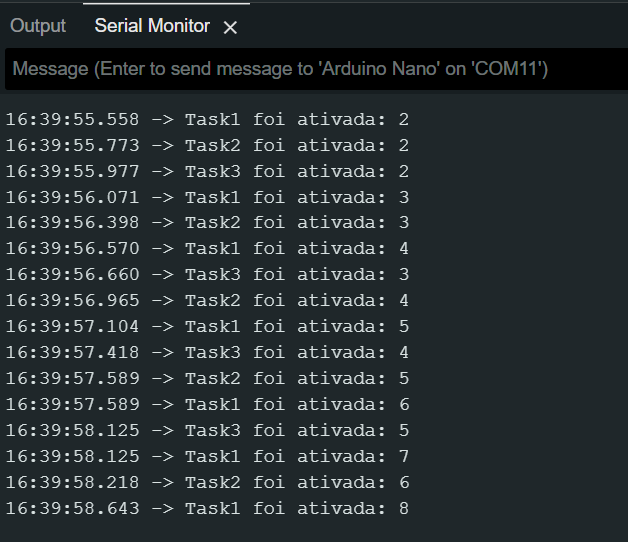 Output Serial Monitor
Message (Enter to send message to 'Arduino Nano' on 'COM11')
16:39:55.558 -> Task1 foi ativada: 2
16:39:55.773 -> Task2 foi ativada: 2
16:39:55.977 -> Task3 foi ativada: 2
16:39:56.071 -> Task1 foi ativada: 3
16:39:56.398 -> Task2 foi ativada: 3
16:39:56.570 -> Task1 foi ativada: 4
16:39:56.660 -> Task3 foi ativada: 3
16:39:56.965 -> Task2 foi ativada: 4
16:39:57.104 -> Task1 foi ativada: 5
16:39:57.418 -> Task3 foi ativada: 4
16:39:57.589 -> Task2 foi ativada: 5
16:39:57.589 -> Task1 foi ativada: 6
16:39:58.125 -> Task3 foi ativada: 5
16:39:58.125 -> Task1 foi ativada: 7
16:39:58.218 -> Task2 foi ativada: 6
16:39:58.643 -> Task1 foi ativada: 8